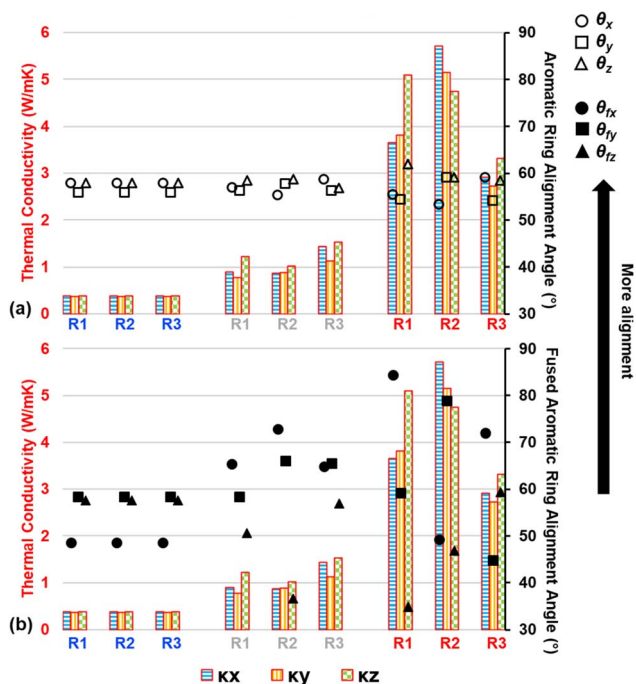 90
θx
6
θy
80
θz
5
70
θfx
4
θfy
60
θfz
3
50
2
1
40
(a)
0
30
R1 R2 R3 R1 R2 R3 R1 R2 R3
Thermal Conductivity (W/mK)
Aromatic Ring Alignment Angle (°)
More alignment
6
90
5
80
4
70
3
60
2
50
1
40
(b)
0
30
R1 R2 R3 R1 R2 R3 R1 R2 R3
Thermal Conductivity (W/mK)
Fused Aromatic Ring Alignment Angle (°)
κx κy κz